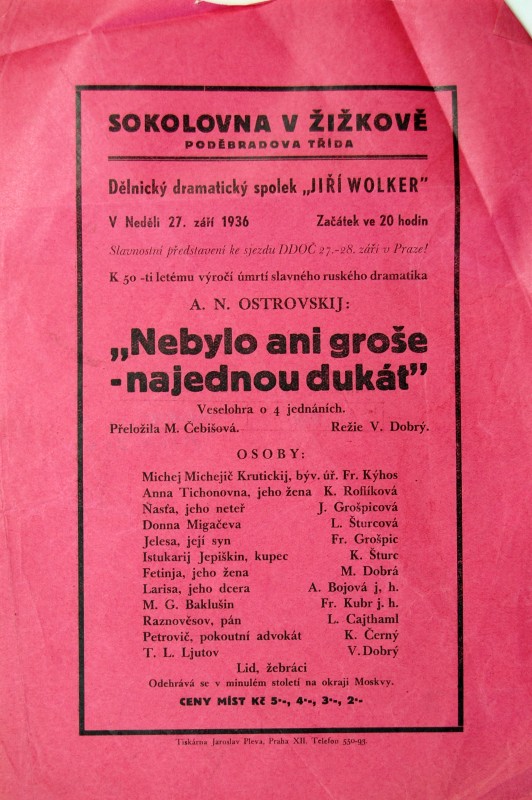 SOKOLOVNA V ŽIŽKOVĚ
PODĚBRADOVA TŘÍDA
Dělnický dramatický spolek „JIŘÍ WOLKER"
V Neděli 27. září 1936 Začátek ve 20 hodin
Slavnostní představení ke sjezdu DDOČ 27.-28. září v Praze!
K 50 -ti letému výročí úmrtí slavného ruského dramatika
A. N. OSTROVSKIJ:
„Nebylo ani groše
-najednou dukát"
Veselohra o 4 jednáních.
Přeložila M. Čebišová. Režie V. Dobrý.
OSOBY:
Michej Michejič Krutickij, býv. úř. Fr. Kýhos
Anna Tichonovna, jeho žena K. Roflíková
Nasťa, jeho neteř J. Grošpicová
Donna Migačeva L. Šturcová
Jelesa, její syn Fr. Grošpic
Istukarij Jepiškin, kupec K. Šturc
Fetinja, jeho žena M. Dobrá
Larisa, jeho dcera A. Bojová j, h.
M. G. Baklušin Fr. Kubr j. h.
Raznověsov, pán L. Cajthaml
Petrovič, pokoutní advokát K. Černý
T. L. Ljutov V. Dobrý
Lid, žebráci
Odehrává se v minulém století na okraji Moskvy.
CENY MÍST Kč 5·-, 4·-, 3·-, 2·-
Tiskárna Jaroslav Pleva, Praha XII. Telefon 550-93.